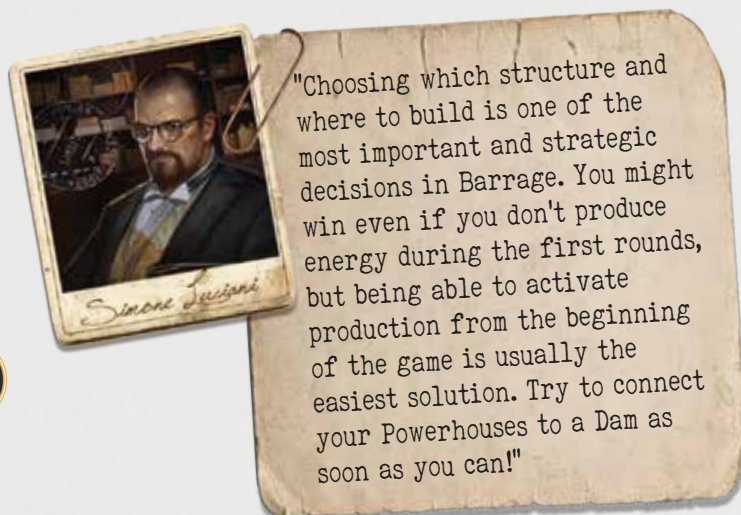 Simone Luciani
"Choosing which structure and
where to build is one of the
most important and strategic
decisions in Barrage. You might
win even if you don't produce
energy during the first rounds,
but being able to activate
production from the beginning
of the game is usually the
easiest solution. Try to connect
your Powerhouses to a Dam as
soon as you can!"